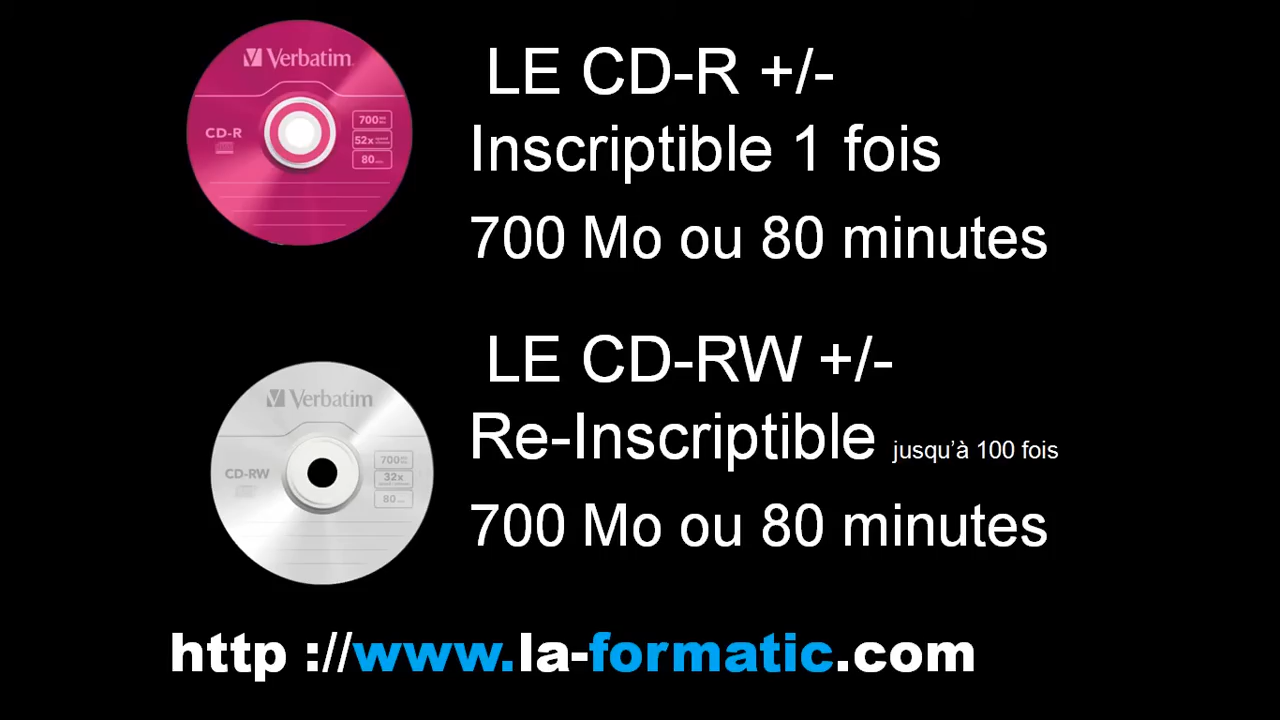 Verbatim
CD-R
700
52x
80
LE CD-R +/-
Inscriptible 1 fois
700 Mo ou 80 minutes
Verbatim
CD-RW
700
32x
80
LE CD-RW +/-
Re-Inscriptible jusqu'à 100 fois
700 Mo ou 80 minutes
http ://www.la-formatic.com